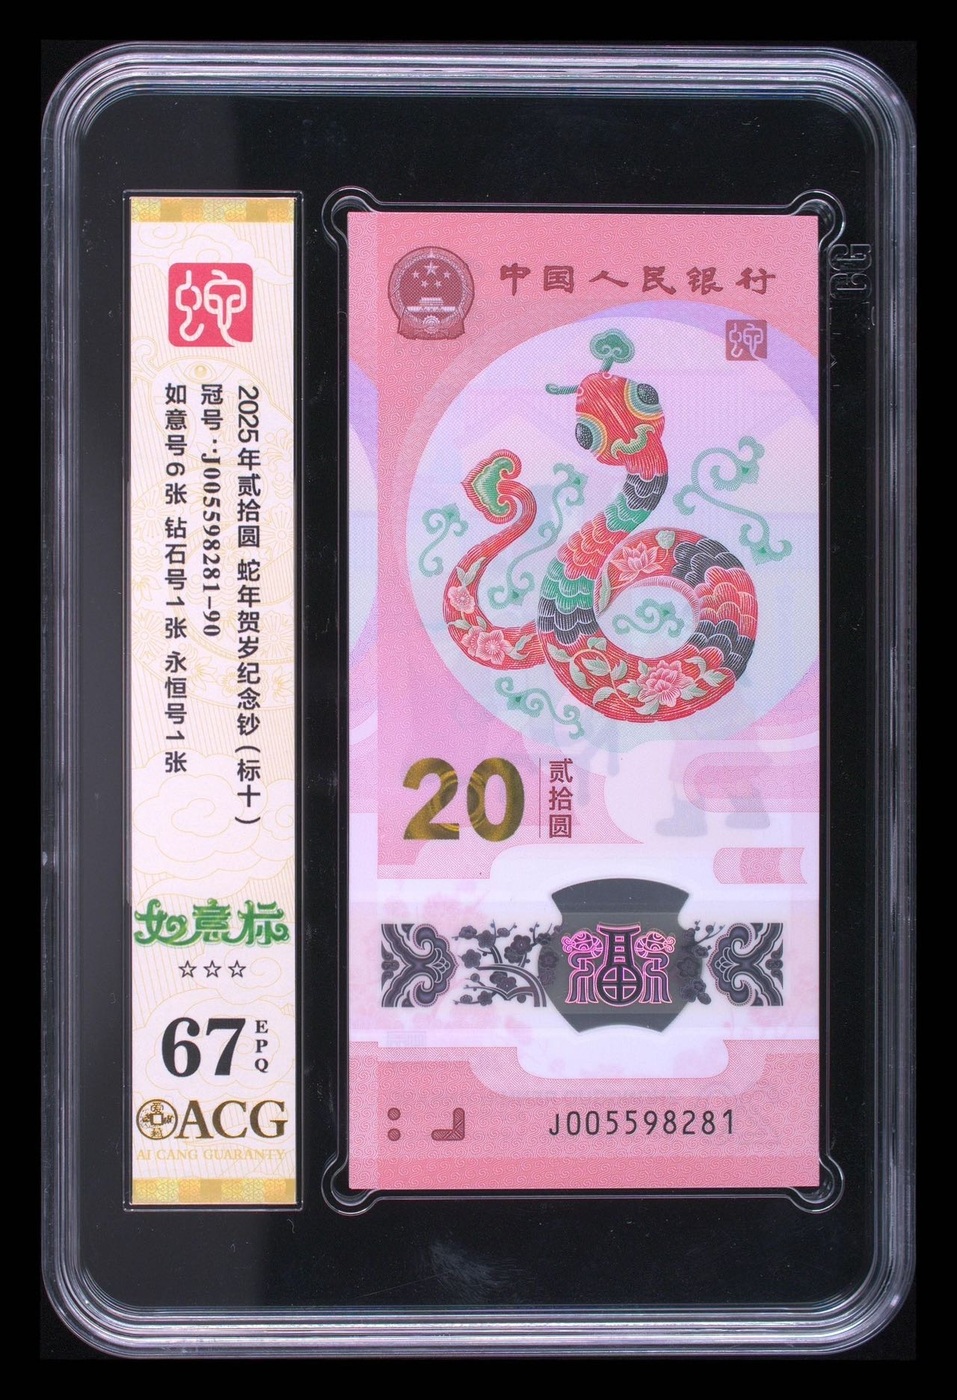 蛇
2025年贰拾圆 蛇年贺岁纪念钞（标十）
冠号：J005598281-90
如意号6张 钻石号1张 永恒号1张
如意标
☆☆☆
67 EPQ
ACG
AI CANG GUARANTY
中国人民银行
蛇
20 贰拾圆
福
J005598281